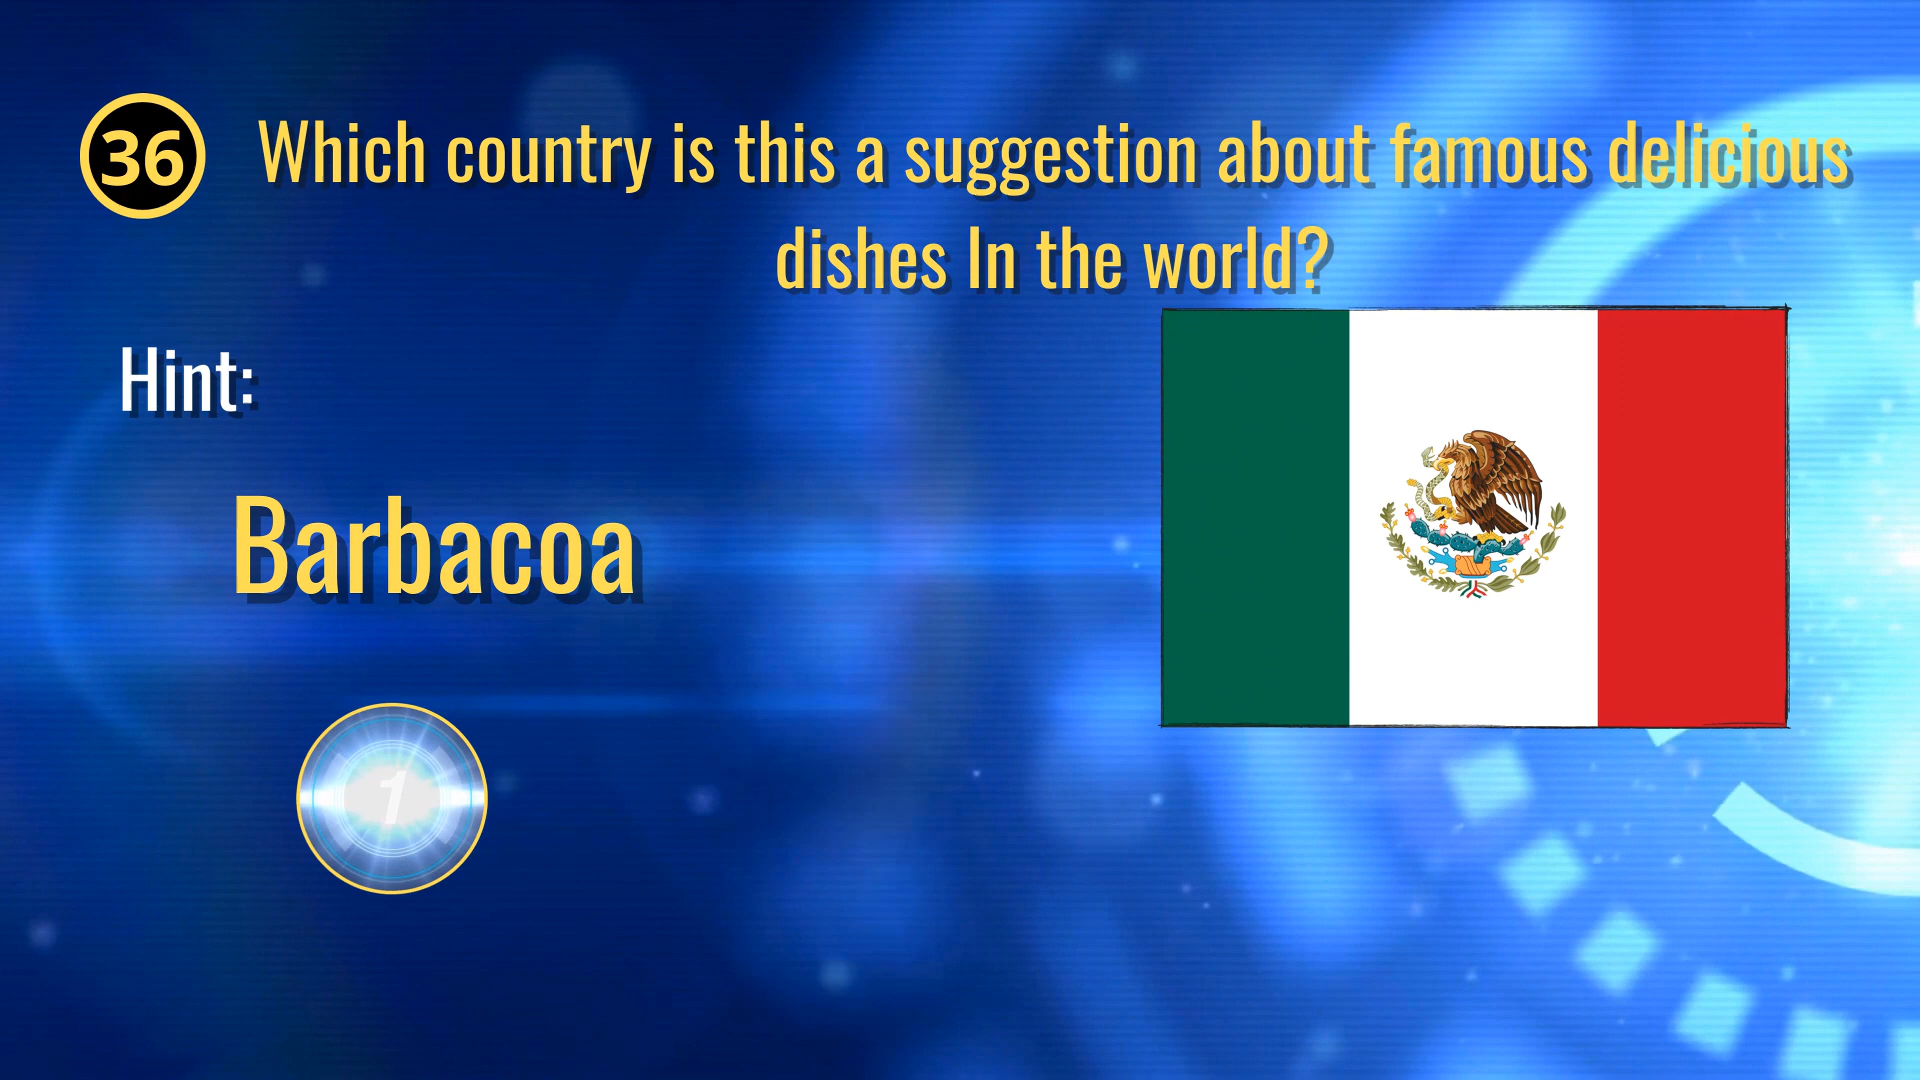 36
Which country is this a suggestion about famous delicious
dishes In the world?
Hint:
Barbacoa
1